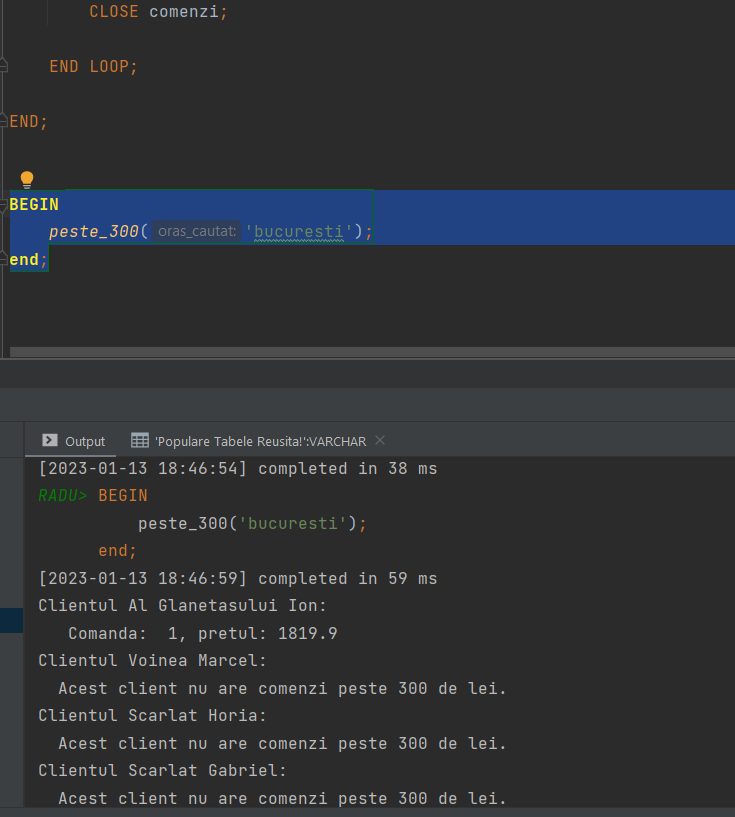 CLOSE comenzi;
END LOOP;
END;
BEGIN
peste_300( oras_cautat: 'bucuresti');
end;
Output 'Populare Tabele Reusita!':VARCHAR
[2023-01-13 18:46:54] completed in 38 ms
RADU> BEGIN
peste_300('bucuresti');
end;
[2023-01-13 18:46:59] completed in 59 ms
Clientul Al Glanetasului Ion:
Comanda:  1, pretul: 1819.9
Clientul Voinea Marcel:
Acest client nu are comenzi peste 300 de lei.
Clientul Scarlat Horia:
Acest client nu are comenzi peste 300 de lei.
Clientul Scarlat Gabriel:
Acest client nu are comenzi peste 300 de lei.